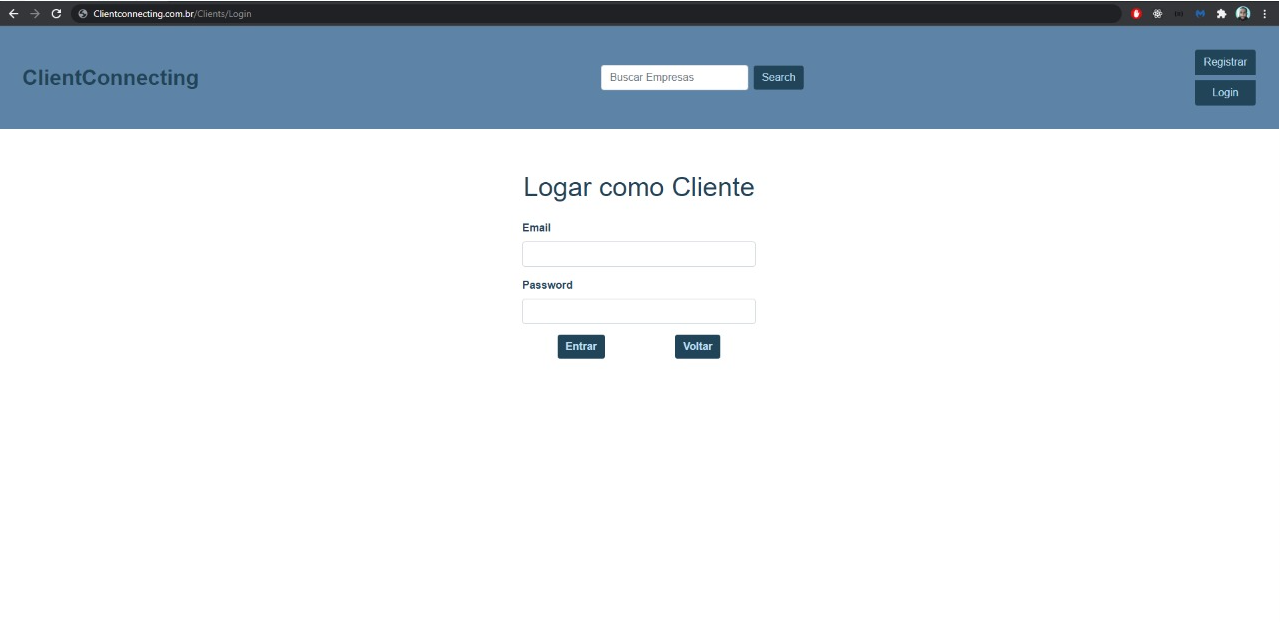 Clientconnecting.com.br/Clients/Login
ClientConnecting
Buscar Empresas
Search
Registrar
Login
Logar como Cliente
Email
Password
Entrar
Voltar